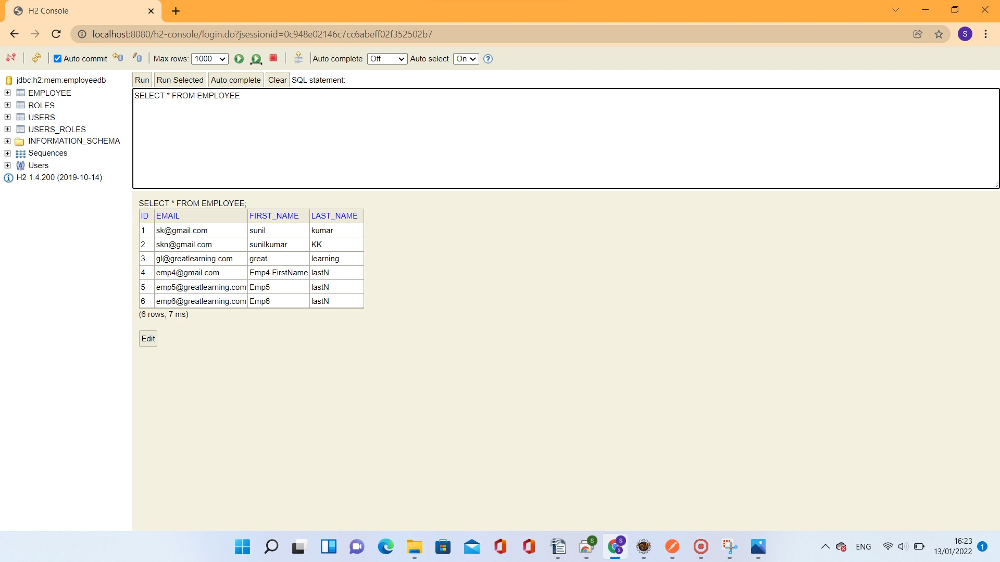 H2 Console
localhost:8080/h2-console/login.do?jsessionid=0c948e02146c7cc6abeff02f352502b7
S
Auto commit
Max rows: 1000
Auto complete Off Auto select On
jdbc:h2:mem:employeedb
EMPLOYEE
ROLES
USERS
USERS_ROLES
INFORMATION_SCHEMA
Sequences
Users
H2 1.4.200 (2019-10-14)
Run Run Selected Auto complete Clear SQL statement:
SELECT * FROM EMPLOYEE
SELECT * FROM EMPLOYEE;
ID EMAIL FIRST_NAME LAST_NAME
1 sk@gmail.com sunil kumar
2 skn@gmail.com sunilkumar KK
3 gl@greatlearning.com great learning
4 emp4@gmail.com Emp4 FirstName lastN
5 emp5@greatlearning.com Emp5 lastN
6 emp6@greatlearning.com Emp6 lastN
(6 rows, 7 ms)
Edit
S S S
ENG
16:23
13/01/2022
1